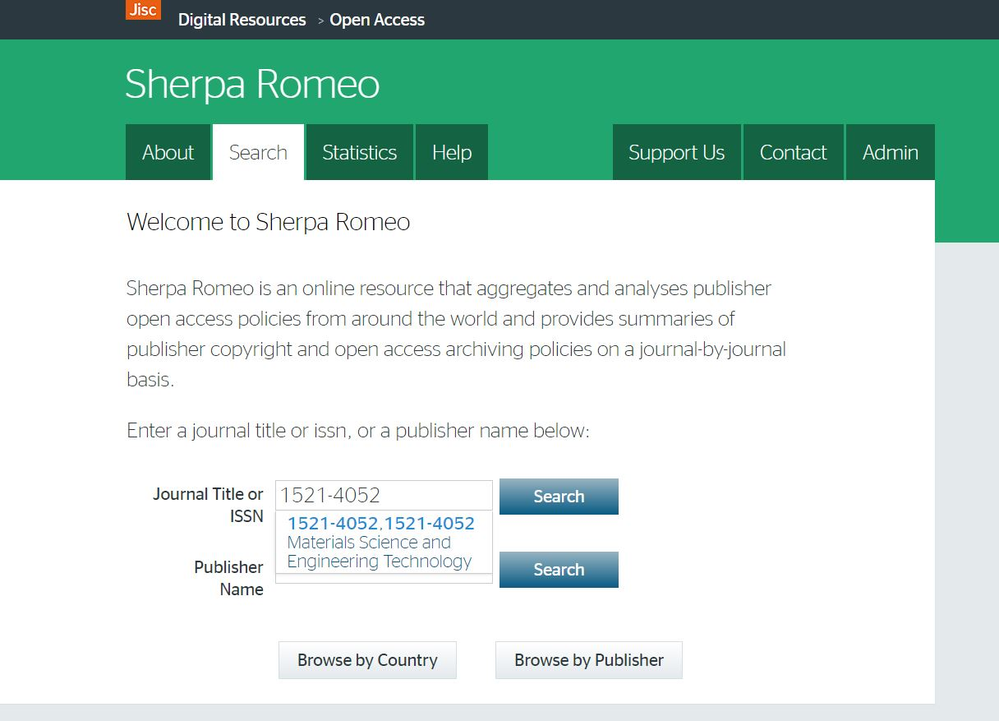 Jisc
Digital Resources > Open Access
Sherpa Romeo
About Search Statistics Help Support Us Contact Admin
Welcome to Sherpa Romeo
Sherpa Romeo is an online resource that aggregates and analyses publisher
open access policies from around the world and provides summaries of
publisher copyright and open access archiving policies on a journal-by-journal
basis.
Enter a journal title or issn, or a publisher name below:
Journal Title or
ISSN
1521-4052
Search
1521-4052,1521-4052
Materials Science and
Engineering Technology
Publisher
Name
Search
Browse by Country
Browse by Publisher